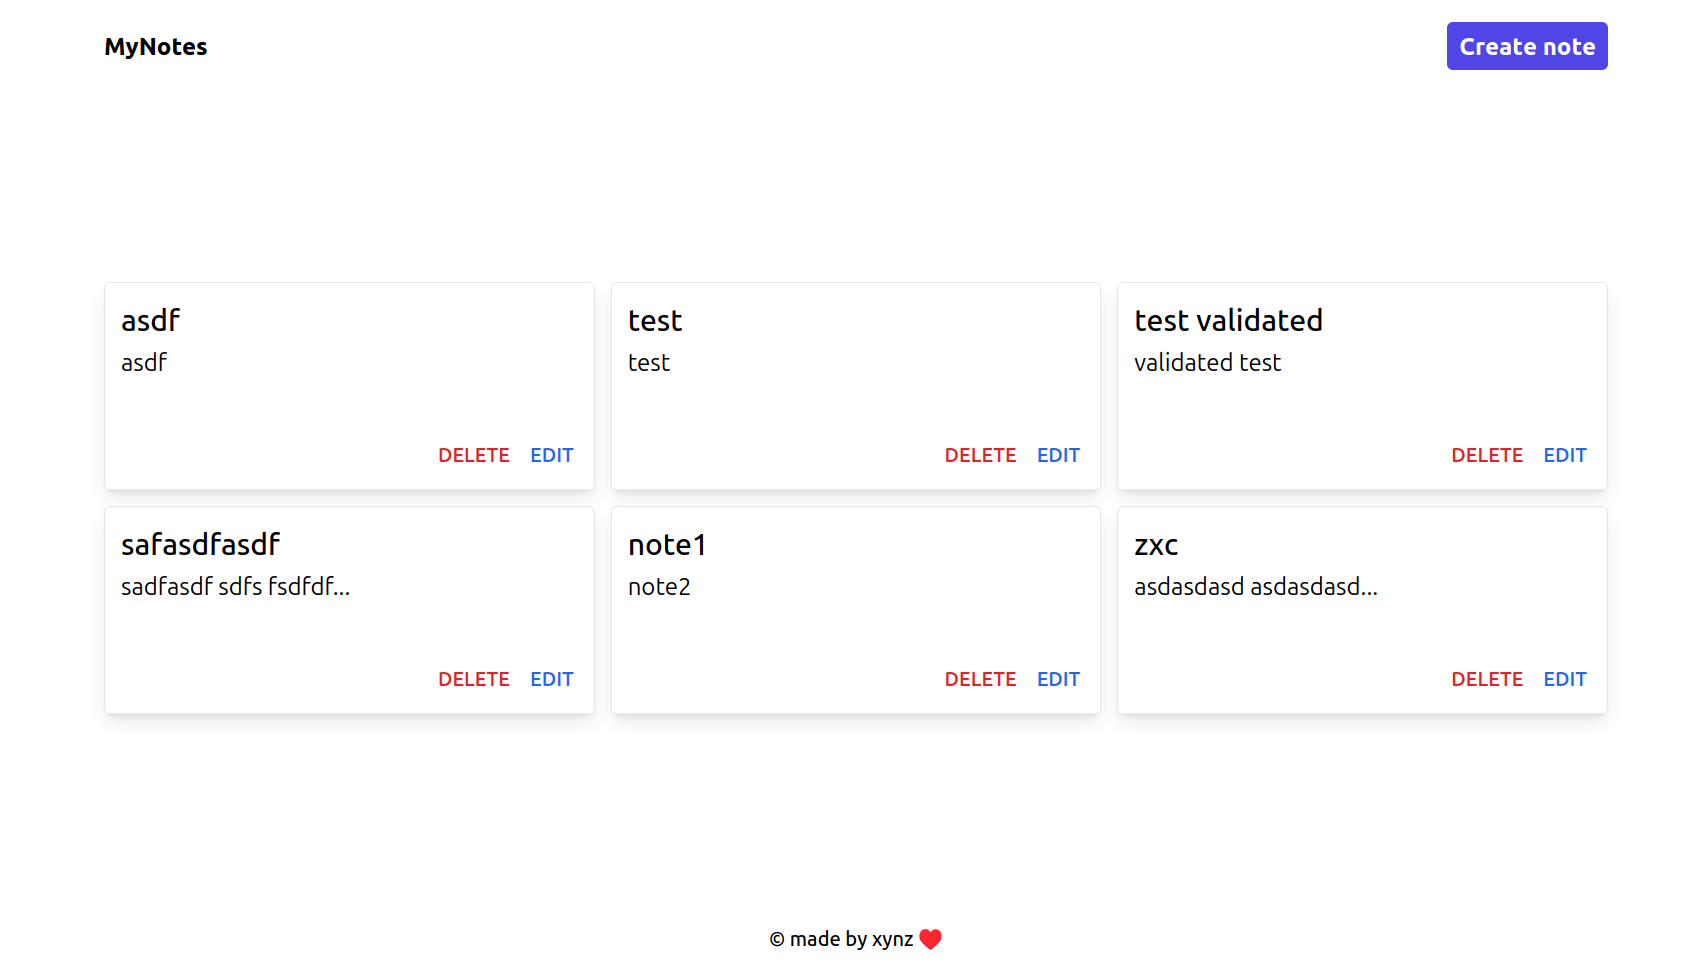 MyNotes
Create note
asdf
asdf
DELETE EDIT
test
test
DELETE EDIT
test validated
validated test
DELETE EDIT
safasdfasdf
sadfasdf sdfs fsdfdf...
DELETE EDIT
note1
note2
DELETE EDIT
zxc
asdasdasd asdasdasd...
DELETE EDIT
© made by xynz ❤️